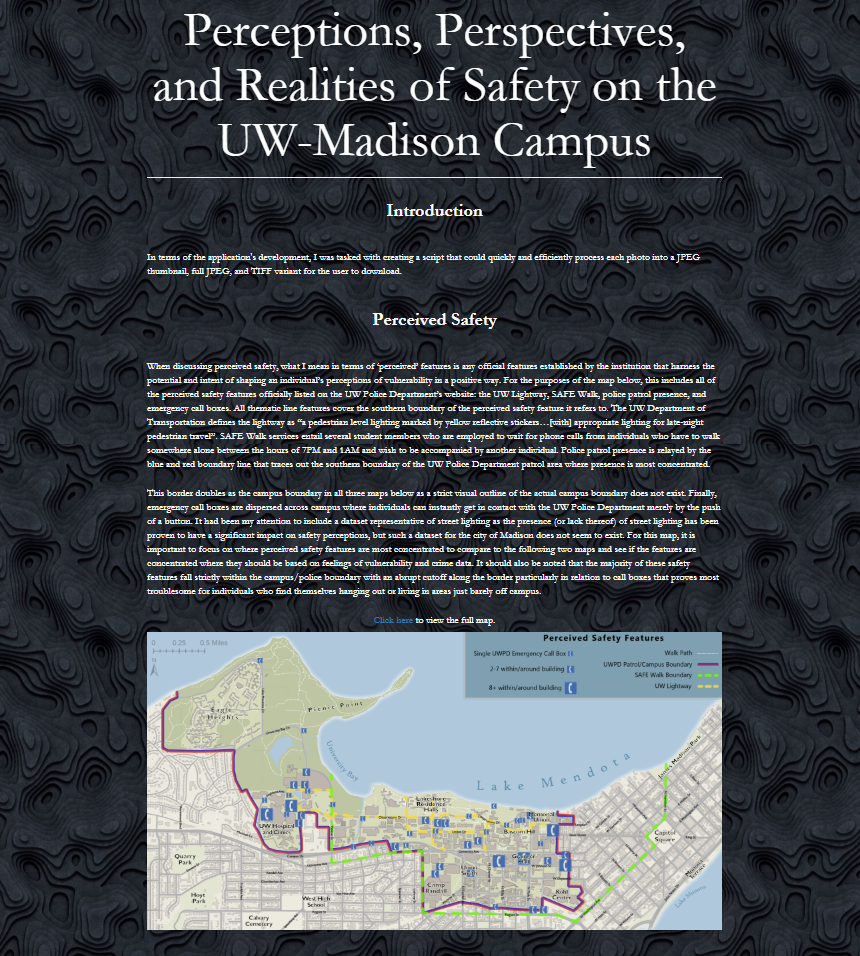 Perceptions, Perspectives,
and Realities of Safety on the
UW-Madison Campus
Introduction
In terms of the application's development, I was tasked with creating a script that could quickly and efficiently process each photo into a JPEG
thumbnail, full JPEG, and TIFF variant for the user to download.
Perceived Safety
When discussing perceived safety, what I mean in terms of 'perceived' features is any official features established by the institution that harness the
potential and intent of shaping an individual's perceptions of vulnerability in a positive way. For the purposes of the map below, this includes all of
the perceived safety features officially listed on the UW Police Department's website: the UW Lightway, SAFE Walk, police patrol presence, and
emergency call boxes. All thematic line features cover the southern boundary of the perceived safety feature it refers to. The UW Department of
Transportation defines the lightway as "a pedestrian level lighting marked by yellow reflective stickers…[with] appropriate lighting for late-night
pedestrian travel". SAFE Walk services entail several student members who are employed to wait for phone calls from individuals who have to walk
somewhere alone between the hours of 7PM and 1AM and wish to be accompanied by another individual. Police patrol presence is relayed by the
blue and red boundary line that traces out the southern boundary of the UW Police Department patrol area where presence is most concentrated.
This border doubles as the campus boundary in all three maps below as a strict visual outline of the actual campus boundary does not exist. Finally,
emergency call boxes are dispersed across campus where individuals can instantly get in contact with the UW Police Department merely by the push
of a button. It had been my attention to include a dataset representative of street lighting as the presence (or lack thereof) of street lighting has been
proven to have a significant impact on safety perceptions, but such a dataset for the city of Madison does not seem to exist. For this map, it is
important to focus on where perceived safety features are most concentrated to compare to the following two maps and see if the features are
concentrated where they should be based on feelings of vulnerability and crime data. It should also be noted that the majority of these safety
features fall strictly within the campus/police boundary with an abrupt cutoff along the border particularly in relation to call boxes that proves most
troublesome for individuals who find themselves hanging out or living in areas just barely off campus.
Click here to view the full map.
0 0.25 0.5 Miles
N
Perceived Safety Features
Single UWPD Emergency Call Box
2-7 within/around building
8+ within/around building
Walk Path
UWPD Patrol/Campus Boundary
SAFE Walk Boundary
UW Lightway
Eagle
Heights
Picnic Point
University Bay
Lake Mendota
James Madison Park
Lakeshore
Residence
Halls
Memorial
Union
Bascom Hill
UW Hospital
and Clinics
Capitol
Square
Union
South
Camp
Randall
Kohl
Center
Quarry
Park
Hoyt
Park
West High
School
Calvary
Cemetery
Monona
Terrace